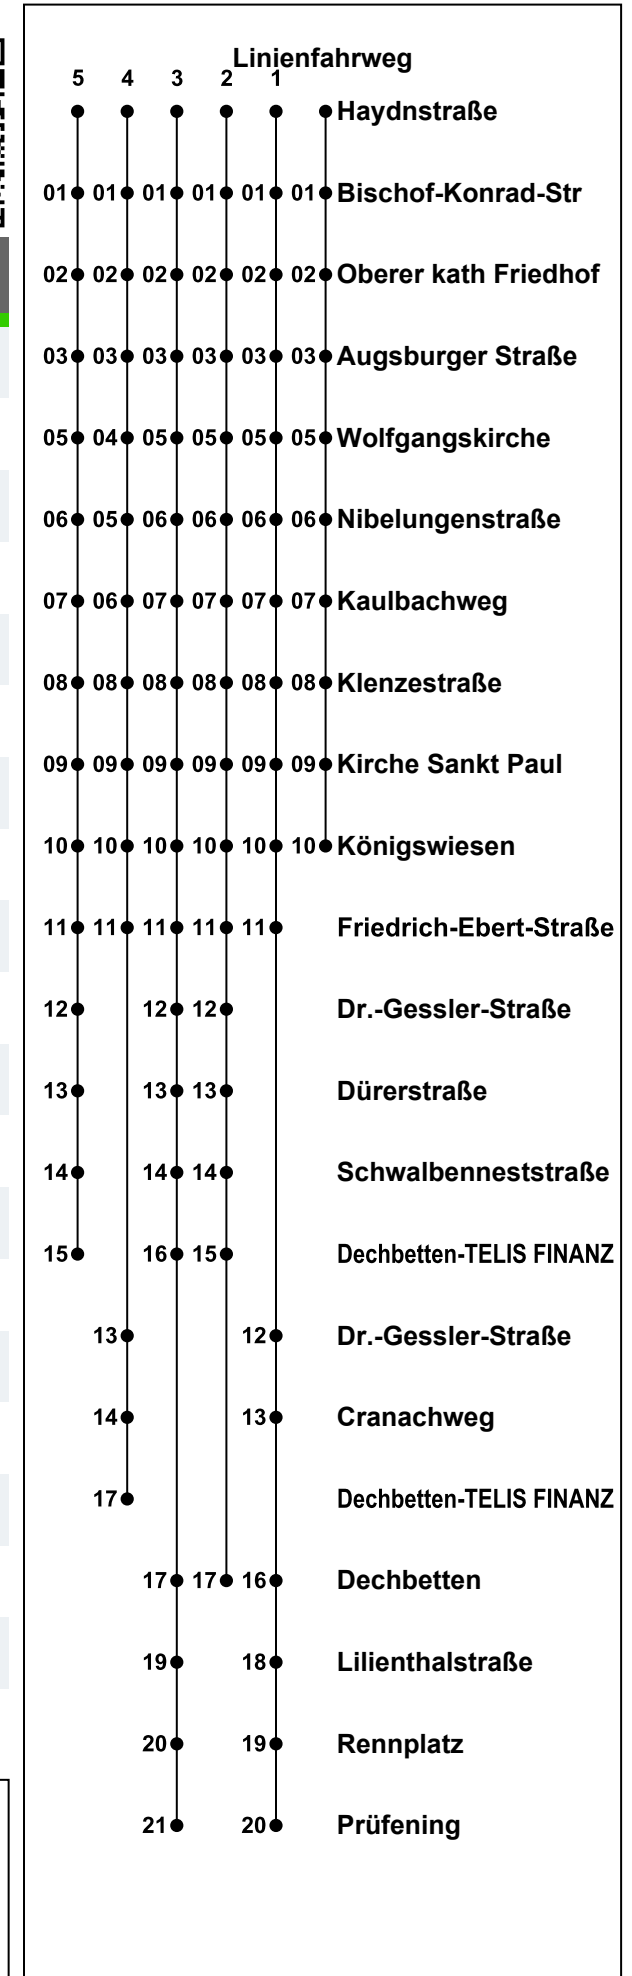 Linienfahrweg
5 4 3 2 1
Haydnstraße
01 01 01 01 01 01 Bischof-Konrad-Str
02 02 02 02 02 02 Oberer kath Friedhof
03 03 03 03 03 03 Augsburger Straße
05 04 05 05 05 05 Wolfgangskirche
06 05 06 06 06 06 Nibelungenstraße
07 06 07 07 07 07 Kaulbachweg
08 08 08 08 08 08 Klenzestraße
09 09 09 09 09 09 Kirche Sankt Paul
10 10 10 10 10 10 Königswiesen
11 11 11 11 11 Friedrich-Ebert-Straße
12 12 12 Dr.-Gessler-Straße
13 13 13 Dürerstraße
14 14 14 Schwalbenneststraße
15 16 15 Dechbetten-TELIS FINANZ
13 12 Dr.-Gessler-Straße
14 13 Cranachweg
17 Dechbetten-TELIS FINANZ
17 17 16 Dechbetten
19 18 Lilienthalstraße
20 19 Rennplatz
21 20 Prüfening